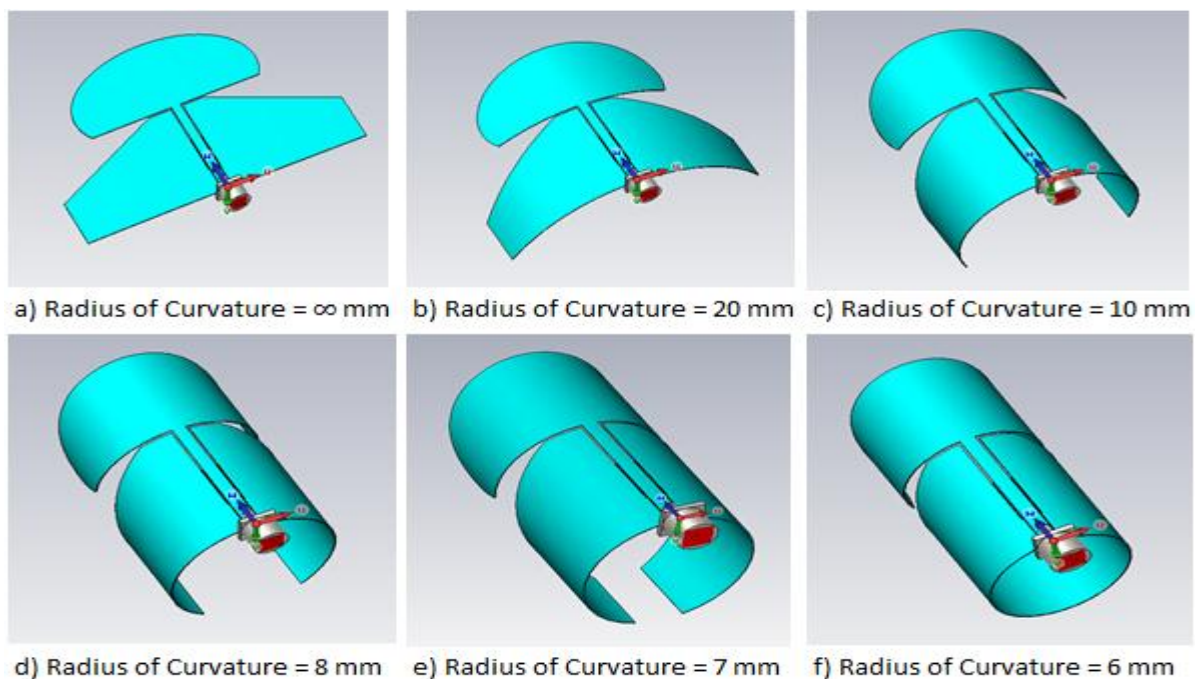 a) Radius of Curvature = ∞ mm
b) Radius of Curvature = 20 mm
c) Radius of Curvature = 10 mm
d) Radius of Curvature = 8 mm
e) Radius of Curvature = 7 mm
f) Radius of Curvature = 6 mm